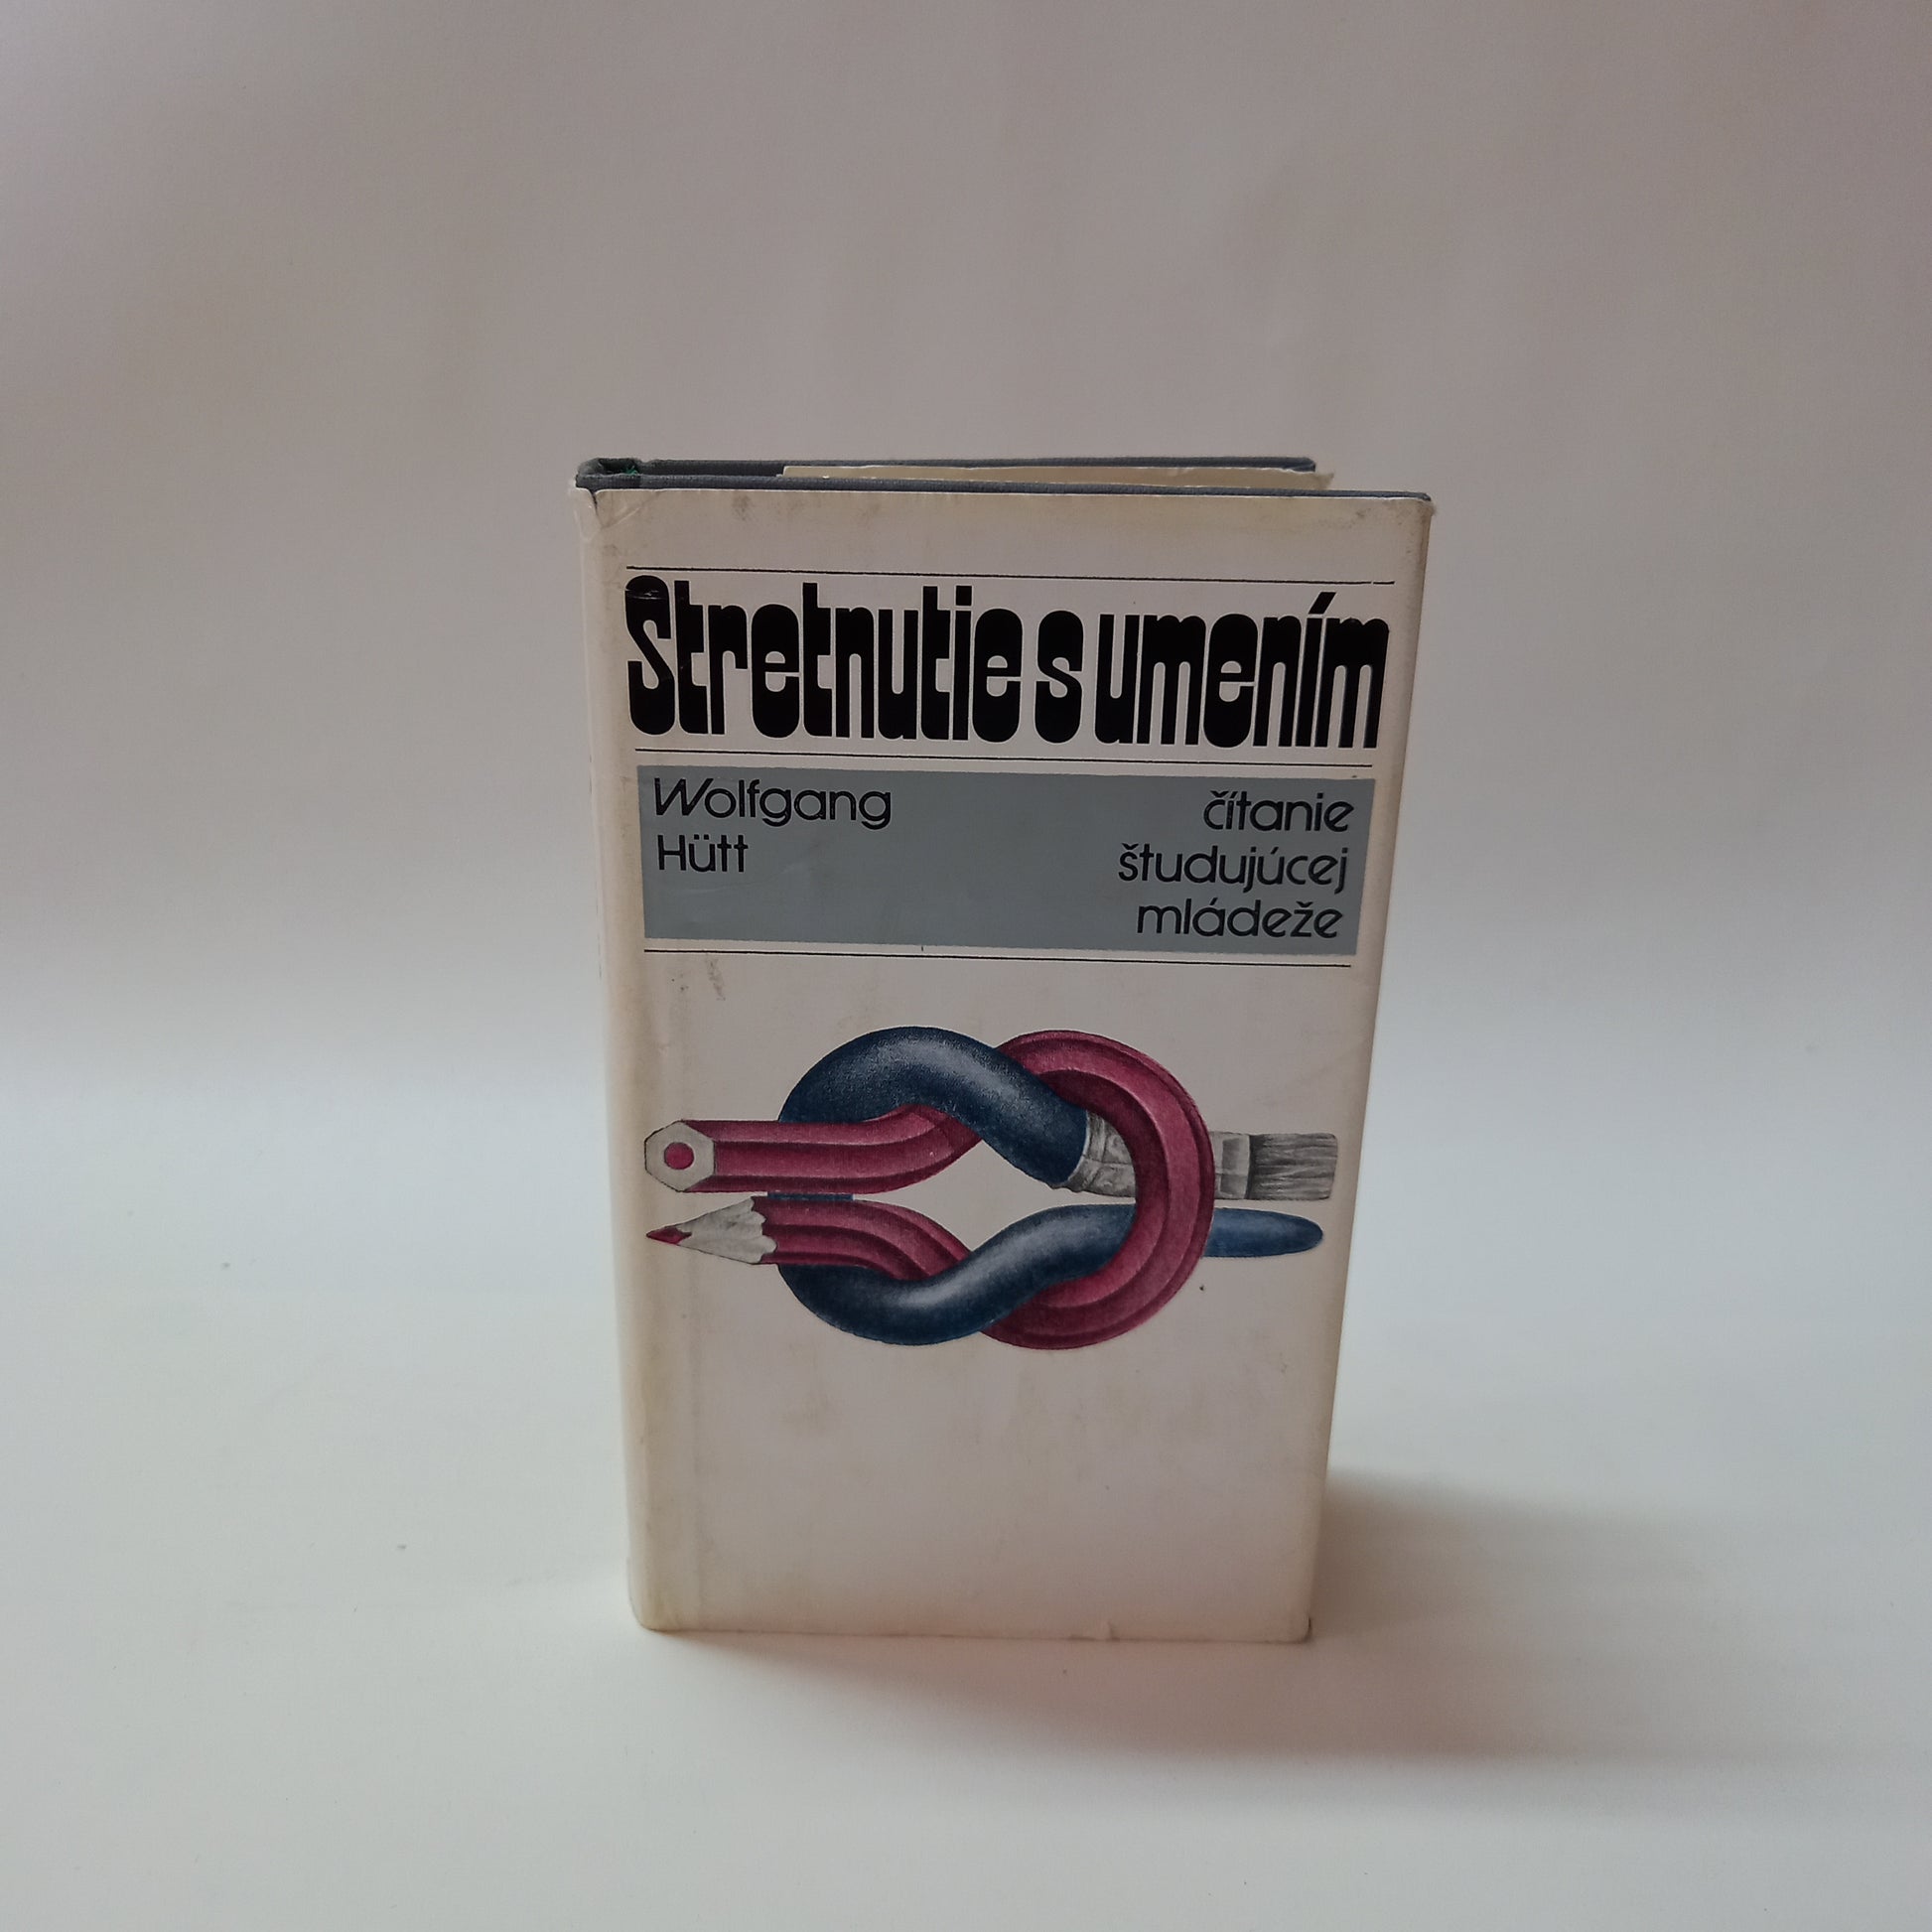 Stretnutie s umením
Wolfgang
Hütt
čítanie
študujúcej
mládeže